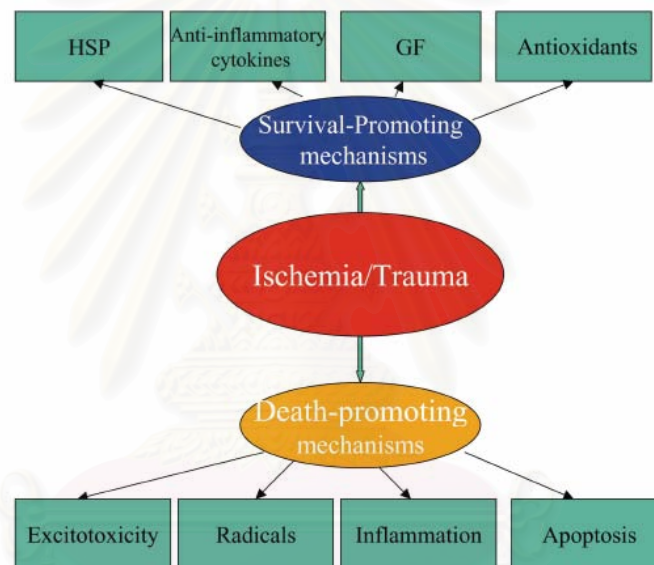 HSP
Anti-inflammatory
cytokines
GF
Antioxidants
Survival-Promoting
mechanisms
Ischemia/Trauma
Death-promoting
mechanisms
Excitotoxicity
Radicals
Inflammation
Apoptosis